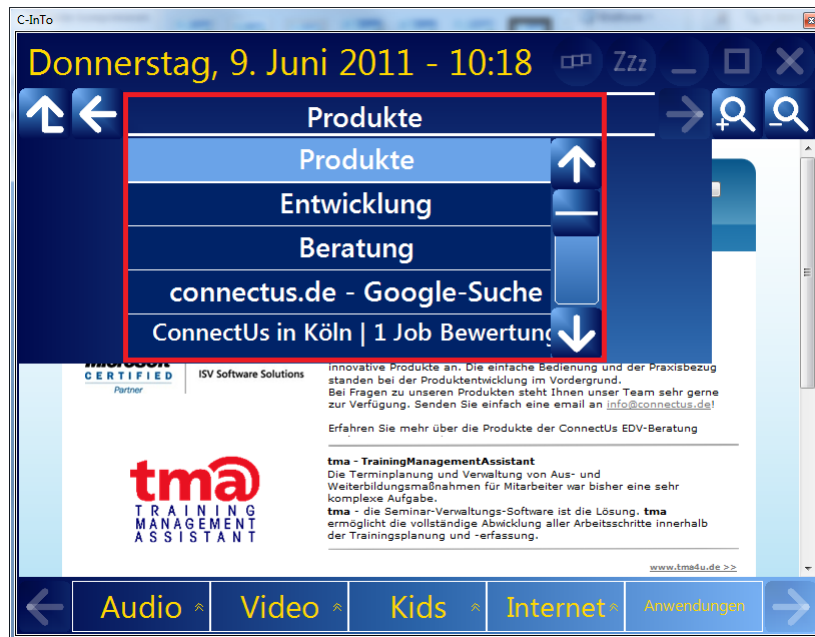 C-InTo
Donnerstag, 9. Juni 2011 - 10:18
Zzz
Produkte
Produkte
Entwicklung
Beratung
connectus.de - Google-Suche
ConnectUs in Köln | 1 Job Bewertung
CERTIFIED
Partner
ISV Software Solutions
innovative Produkte an. Die einfache Bedienung und der Praxisbezug
standen bei der Produktentwicklung im Vordergrund.
Bei Fragen zu unseren Produkten steht Ihnen unser Team sehr gerne
zur Verfügung. Senden Sie einfach eine email an info@connectus.de!
Erfahren Sie mehr über die Produkte der ConnectUs EDV-Beratung
tma
TRAINING
MANAGEMENT
ASSISTANT
tma - TrainingManagementAssistant
Die Terminplanung und Verwaltung von Aus- und
Weiterbildungsmaßnahmen für Mitarbeiter war bisher eine sehr
komplexe Aufgabe.
tma - die Seminar-Verwaltungs-Software ist die Lösung. tma
ermöglicht die vollständige Abwicklung aller Arbeitsschritte innerhalb
der Trainingsplanung und -erfassung.
www.tma4u.de >>
Audio
Video
Kids
Internet
Anwendungen